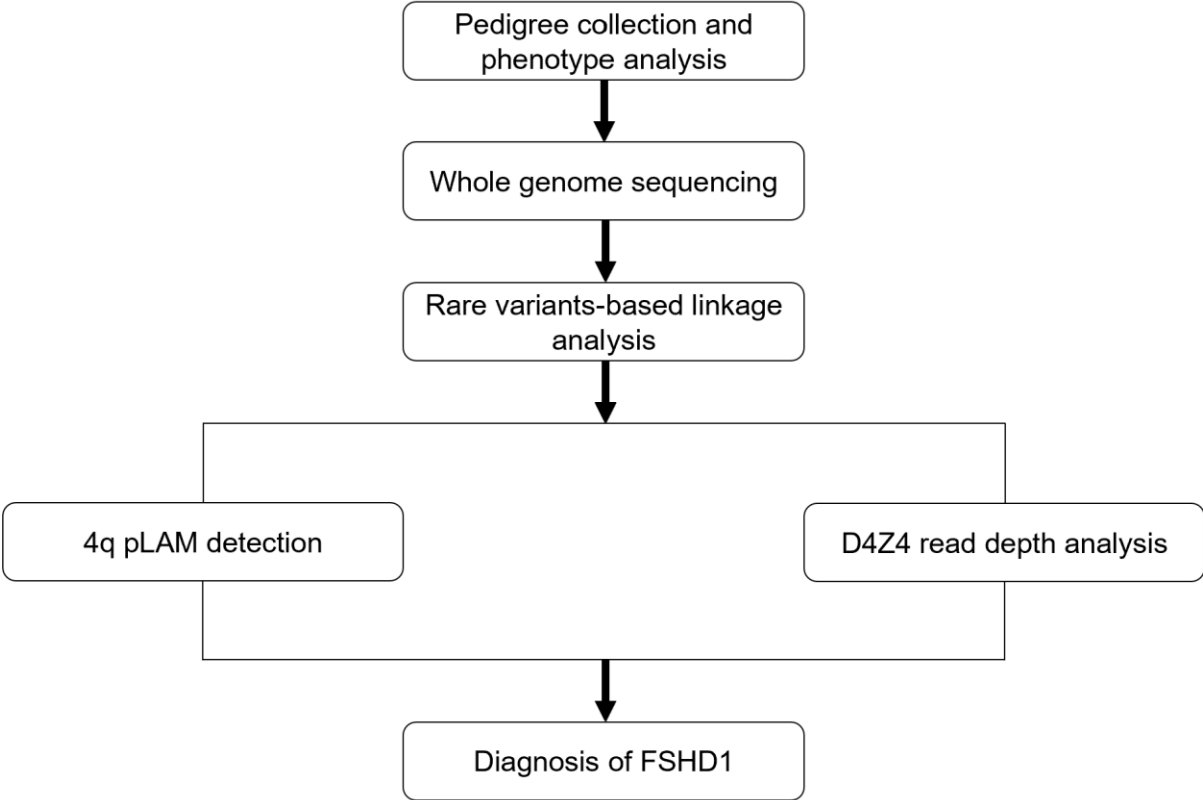 Pedigree collection and
phenotype analysis
Whole genome sequencing
Rare variants-based linkage
analysis
4q pLAM detection
D4Z4 read depth analysis
Diagnosis of FSHD1